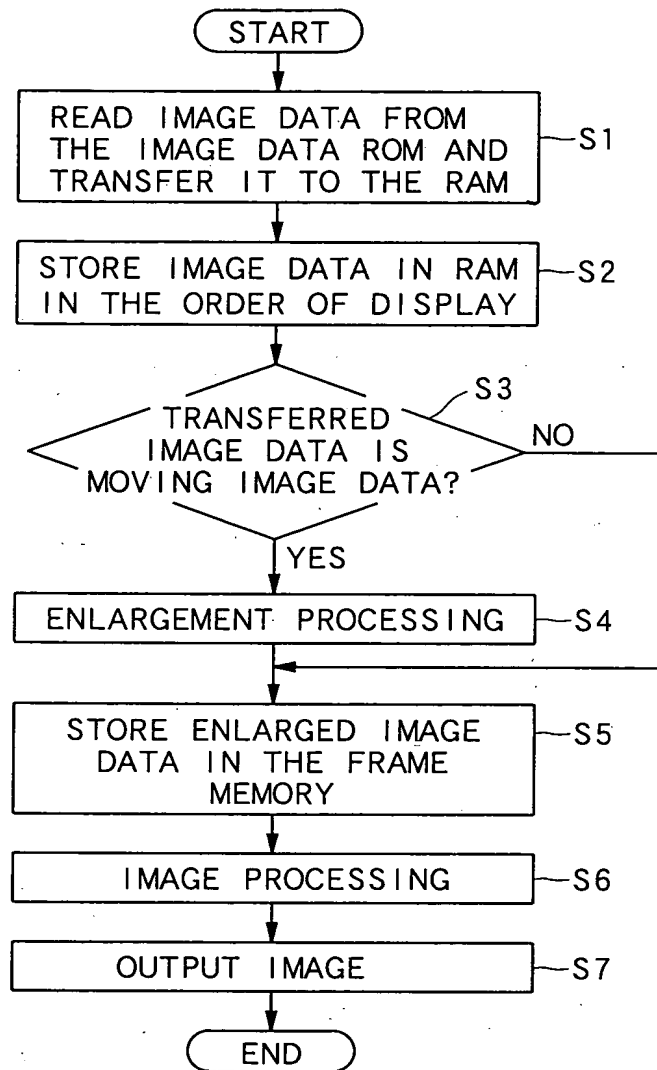 START
READ IMAGE DATA FROM
THE IMAGE DATA ROM AND
TRANSFER IT TO THE RAM
S1
STORE IMAGE DATA IN RAM
IN THE ORDER OF DISPLAY
S2
S3
TRANSFERRED
IMAGE DATA IS
MOVING IMAGE DATA?
NO
YES
ENLARGEMENT PROCESSING
S4
STORE ENLARGED IMAGE
DATA IN THE FRAME
MEMORY
S5
IMAGE PROCESSING
S6
OUTPUT IMAGE
S7
END